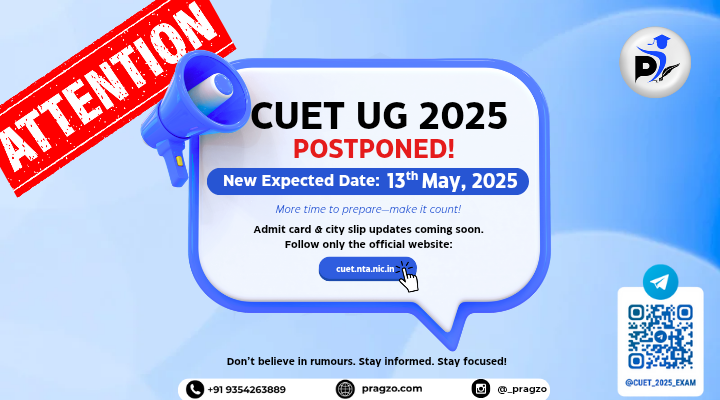 ATTENTION
CUET UG 2025
POSTPONED!
New Expected Date: 13th May, 2025
More time to prepare—make it count!
Admit card & city slip updates coming soon.
Follow only the official website:
cuet.nta.nic.in
Don't believe in rumours. Stay informed. Stay focused!
+91 9354263889
pragzo.com
@_pragzo
@CUET_2025_EXAM